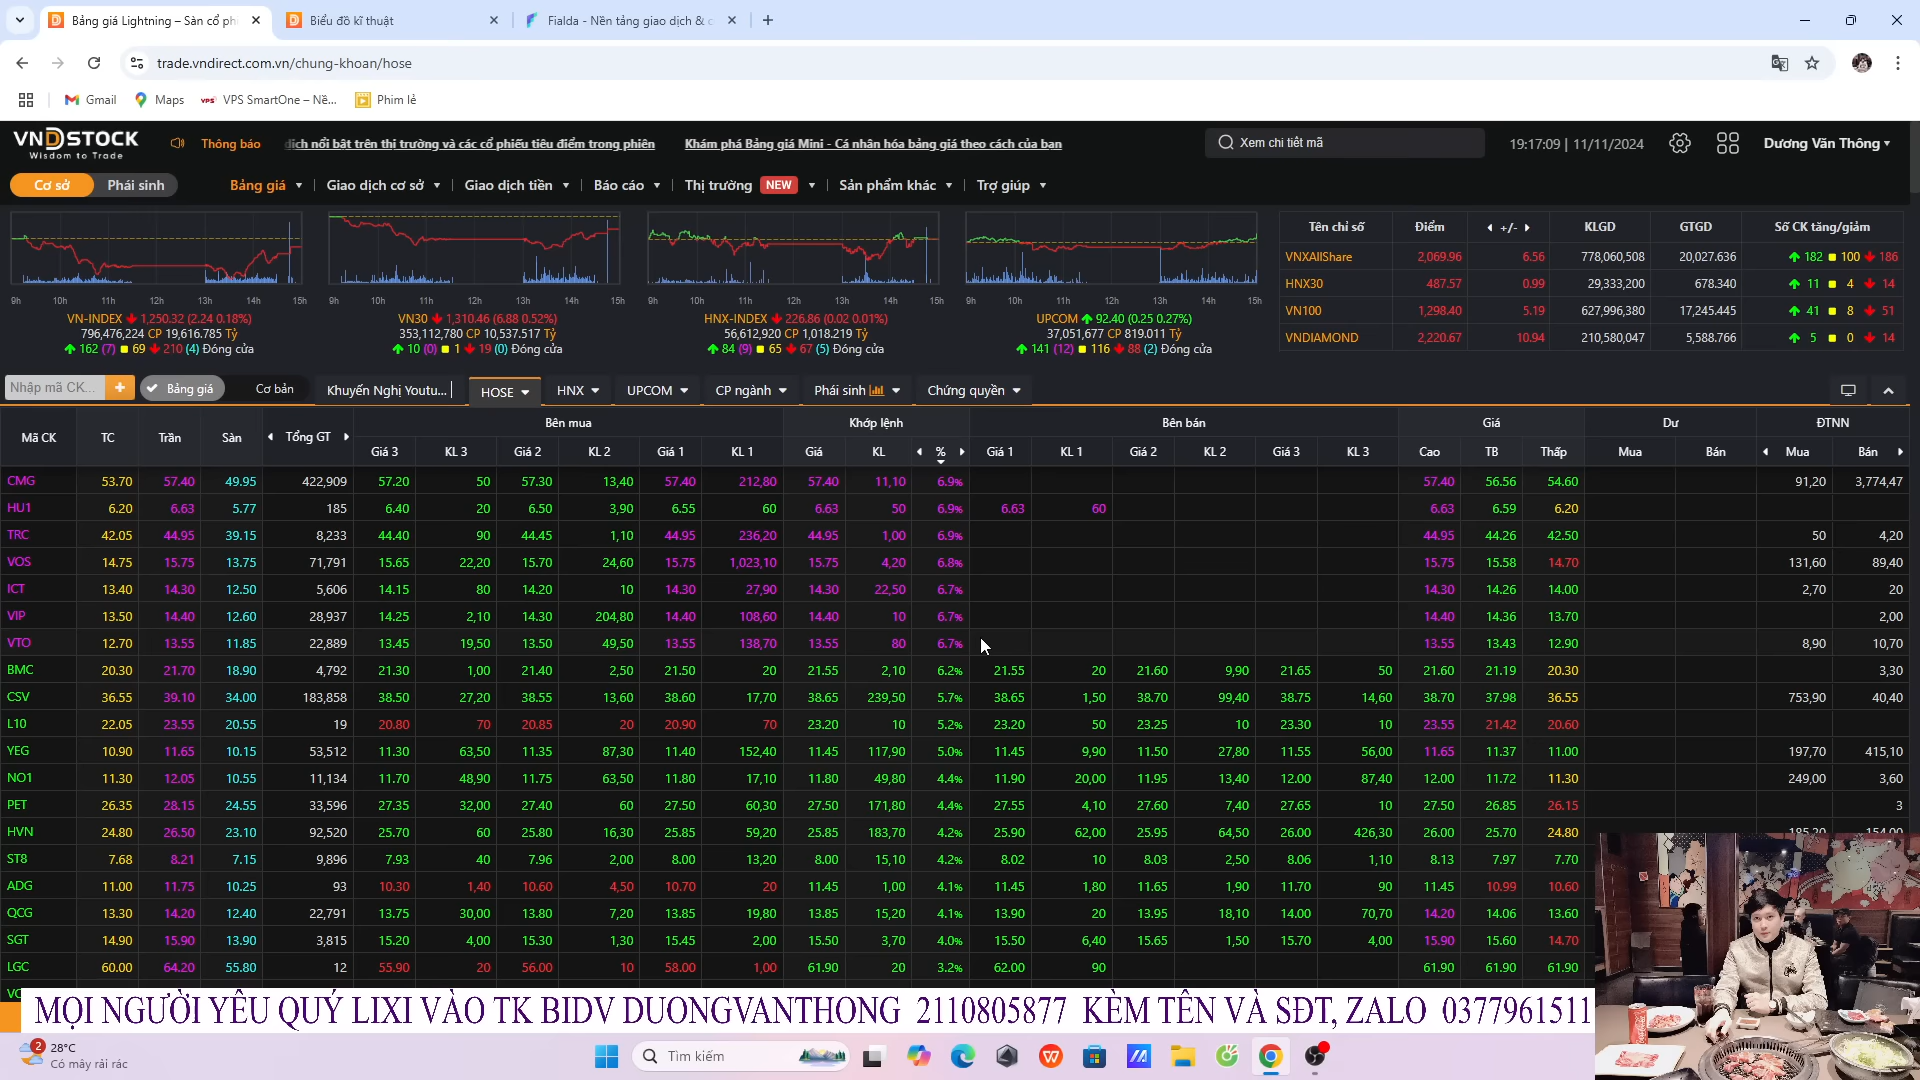 Bảng giá Lightning – Sàn cổ ph
Biểu đồ kĩ thuật
Fialda - Nền tảng giao dịch & c
trade.vndirect.com.vn/chung-khoan/hose
Gmail
Maps
VPS SmartOne – Nề...
Phim lẻ
VNDSTOCK
Wisdom to Trade
Thông báo
dịch nổi bật trên thị trường và các cổ phiếu tiêu điểm trong phiên
Khám phá Bảng giá Mini - Cá nhân hóa bảng giá theo cách của bạn
Xem chi tiết mã
19:17:09 | 11/11/2024
Dương Văn Thông
Cơ sở Phái sinh
Bảng giá | Giao dịch cơ sở | Giao dịch tiền | Báo cáo | Thị trường NEW | Sản phẩm khác | Trợ giúp
9h 10h 11h 12h 13h 14h 15h
9h 10h 11h 12h 13h 14h 15h
9h 10h 11h 12h 13h 14h 15h
9h 10h 11h 12h 13h 14h 15h
VN-INDEX 1,250.32 (2.24 0.18%)
796,476,224 CP 19,616.785 Tỷ
162 (7) 69 210 (4) Đóng cửa
VN30 1,310.46 (6.88 0.52%)
353,112,780 CP 10,537.517 Tỷ
10 (0) 1 19 (0) Đóng cửa
HNX-INDEX 226.86 (0.02 0.01%)
56,612,920 CP 1,018.219 Tỷ
84 (9) 65 67 (5) Đóng cửa
UPCOM 92.40 (0.25 0.27%)
37,051,677 CP 819.011 Tỷ
141 (12) 116 88 (2) Đóng cửa
Tên chỉ số Điểm +/- KLGD GTGD Số CK tăng/giảm
VNXAllShare 2,069.96 6.56 778,060,508 20,027.636 182 100 186
HNX30 487.57 0.99 29,333,200 678.340 11 4 14
VN100 1,298.40 5.19 627,996,380 17,245.445 41 8 51
VNDIAMOND 2,220.67 10.94 210,580,047 5,588.766 5 0 14
Nhập mã CK... + Bảng giá Cơ bản Khuyến Nghị Youtu... HOSE HNX UPCOM CP ngành Phái sinh Chứng quyền
Mã CK TC Trần Sàn Tổng GT Bên mua Khớp lệnh Bên bán Giá Dư ĐTNN
Giá 3 KL 3 Giá 2 KL 2 Giá 1 KL 1 Giá KL % Giá 1 KL 1 Giá 2 KL 2 Giá 3 KL 3 Cao TB Thấp Mua Bán Mua Bán
CMG 53.70 57.40 49.95 422,909 57.20 50 57.30 13,40 57.40 212,80 57.40 11,10 6.9% 57.40 56.56 54.60 91,20 3,774,47
HU1 6.20 6.63 5.77 185 6.40 20 6.50 3,90 6.55 60 6.63 50 6.9% 6.63 60 6.63 6.59 6.20
TRC 42.05 44.95 39.15 8,233 44.40 90 44.45 1,10 44.95 236,20 44.95 1,00 6.9% 44.95 44.26 42.50 50 4,20
VOS 14.75 15.75 13.75 71,791 15.65 22,20 15.70 24,60 15.75 1,023,10 15.75 4,20 6.8% 15.75 15.58 14.70 131,60 89,40
ICT 13.40 14.30 12.50 5,606 14.15 80 14.20 10 14.30 27,90 14.30 22,50 6.7% 14.30 14.26 14.00 2,70 20
VIP 13.50 14.40 12.60 28,937 14.25 2,10 14.30 204,80 14.40 108,60 14.40 10 6.7% 14.40 14.36 13.70 2,00
VTO 12.70 13.55 11.85 22,889 13.45 19,50 13.50 49,50 13.55 138,70 13.55 80 6.7% 13.55 13.43 12.90 8,90 10,70
BMC 20.30 21.70 18.90 4,792 21.30 1,00 21.40 2,50 21.50 20 21.55 2,10 6.2% 21.55 20 21.60 9,90 21.65 50 21.60 21.19 20.30 3,30
CSV 36.55 39.10 34.00 183,858 38.50 27,20 38.55 13,60 38.60 17,70 38.65 239,50 5.7% 38.65 1,50 38.70 99,40 38.75 14,60 38.70 37.98 36.55 753,90 40,40
L10 22.05 23.55 20.55 19 20.80 70 20.85 20 20.90 70 23.20 10 5.2% 23.20 50 23.25 10 23.30 10 23.55 21.42 20.60
YEG 10.90 11.65 10.15 53,512 11.30 63,50 11.35 87,30 11.40 152,40 11.45 117,90 5.0% 11.45 9,90 11.50 27,80 11.55 56,00 11.65 11.37 11.00 197,70 415,10
NO1 11.30 12.05 10.55 11,134 11.70 48,90 11.75 63,50 11.80 17,10 11.80 49,80 4.4% 11.90 20,00 11.95 13,40 12.00 87,40 12.00 11.72 11.30 249,00 3,60
PET 26.35 28.15 24.55 33,596 27.35 32,00 27.40 60 27.50 60,30 27.50 171,80 4.4% 27.55 4,10 27.60 7,40 27.65 10 27.50 26.85 26.15 3
HVN 24.80 26.50 23.10 92,520 25.70 60 25.80 16,30 25.85 59,20 25.85 183,70 4.2% 25.90 62,00 25.95 64,50 26.00 426,30 26.00 25.70 24.80 185,20 154,00
ST8 7.68 8.21 7.15 9,896 7.93 40 7.96 2,00 8.00 13,20 8.00 15,10 4.2% 8.02 10 8.03 2,50 8.06 1,10 8.13 7.97 7.70
ADG 11.00 11.75 10.25 93 10.30 1,40 10.60 4,50 10.70 20 11.45 1,00 4.1% 11.45 1,80 11.65 1,90 11.70 90 11.45 10.99 10.60
QCG 13.30 14.20 12.40 22,791 13.75 30,00 13.80 7,20 13.85 19,80 13.85 15,20 4.1% 13.90 20 13.95 18,10 14.00 70,70 14.20 14.06 13.60
SGT 14.90 15.90 13.90 3,815 15.20 4,00 15.30 1,30 15.45 2,00 15.50 3,70 4.0% 15.50 6,40 15.65 1,50 15.70 4,00 15.90 15.60 14.70
LGC 60.00 64.20 55.80 12 55.90 20 56.00 10 58.00 1,00 61.90 20 3.2% 62.00 90 61.90 61.90 61.90
MỌI NGƯỜI YÊU QUÝ LIXI VÀO TK BIDV DUONGVANTHONG 2110805877 KÈM TÊN VÀ SĐT, ZALO 0377961511
2
28°C
Có mây rải rác
Tìm kiếm